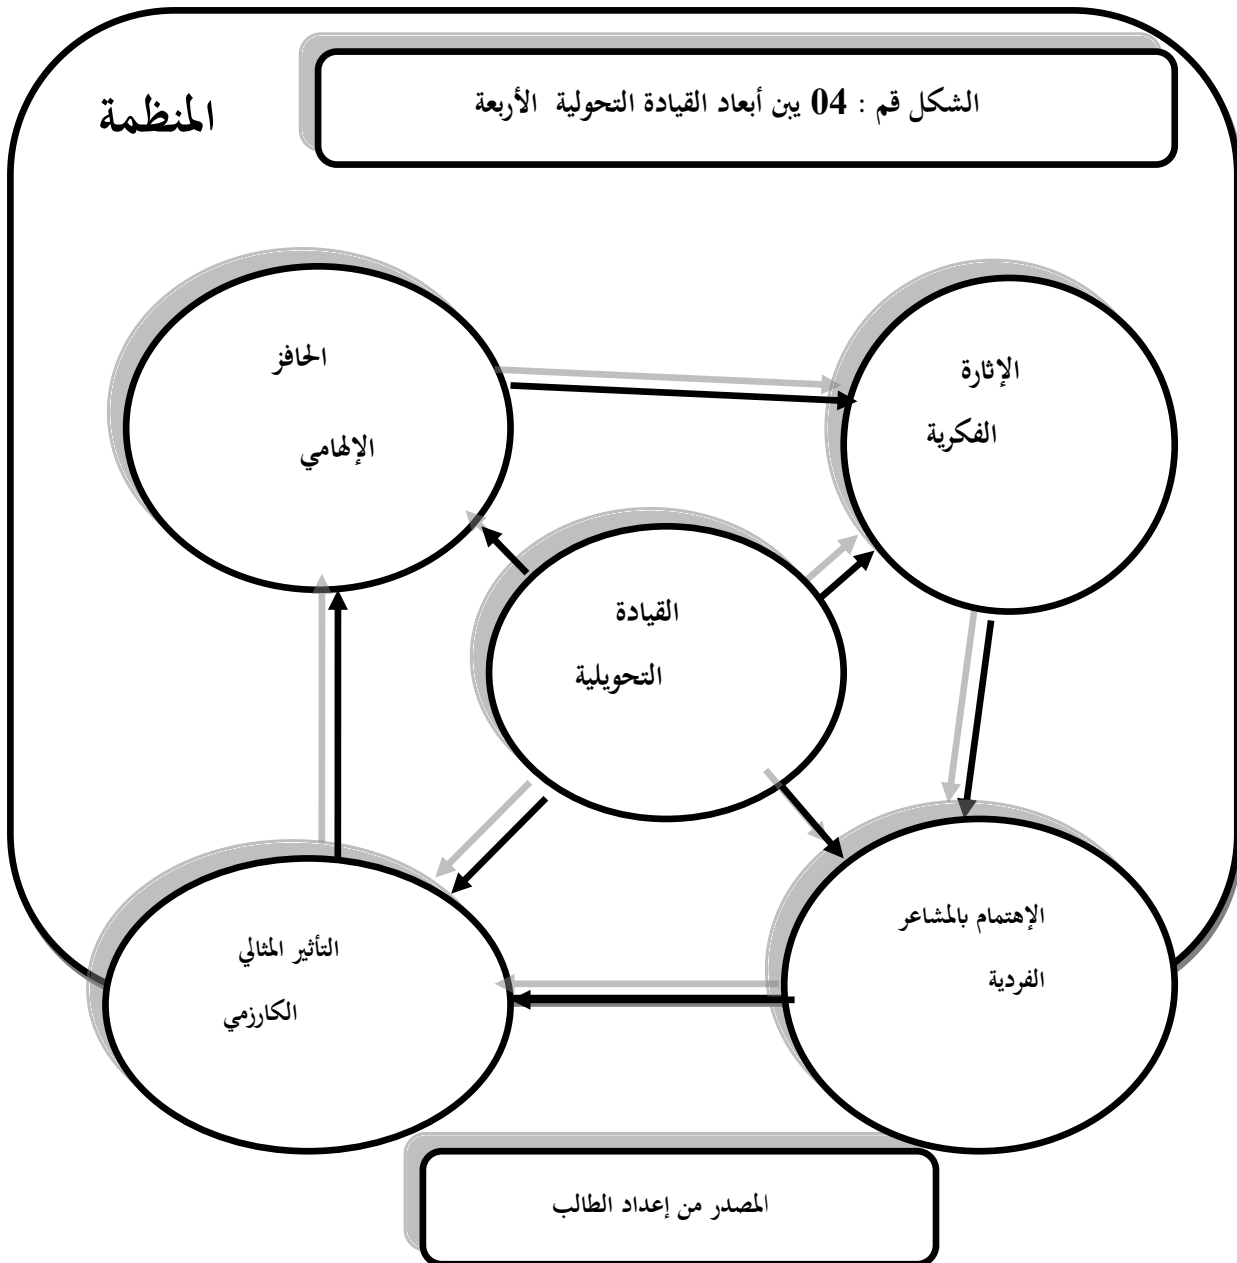 الشكل قم : 04 يبن أبعاد القيادة التحولية الأربعة
المنظمة
الإثارة
الفكرية
الحافز
الإلهامي
القيادة
التحويلية
الإهتمام بالمشاعر
الفردية
التأثير المثالي
الكارزمي
المصدر من إعداد الطالب